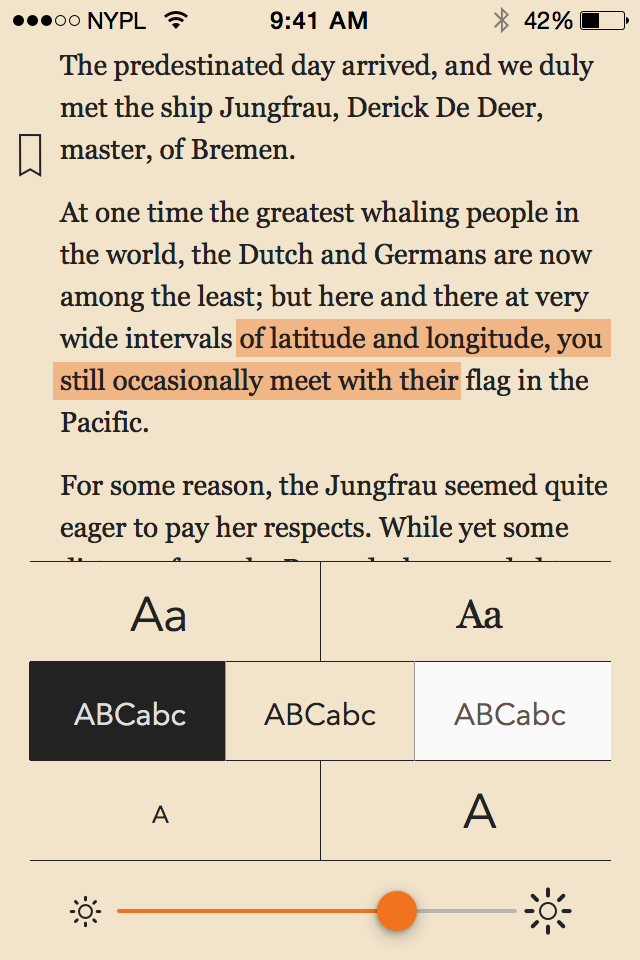 NYPL 9:41 AM 42%
The predestinated day arrived, and we duly
met the ship Jungfrau, Derick De Deer,
master, of Bremen.
At one time the greatest whaling people in
the world, the Dutch and Germans are now
among the least; but here and there at very
wide intervals of latitude and longitude, you
still occasionally meet with their flag in the
Pacific.
For some reason, the Jungfrau seemed quite
eager to pay her respects. While yet some
Aa Aa
ABCabc ABCabc ABCabc
A A